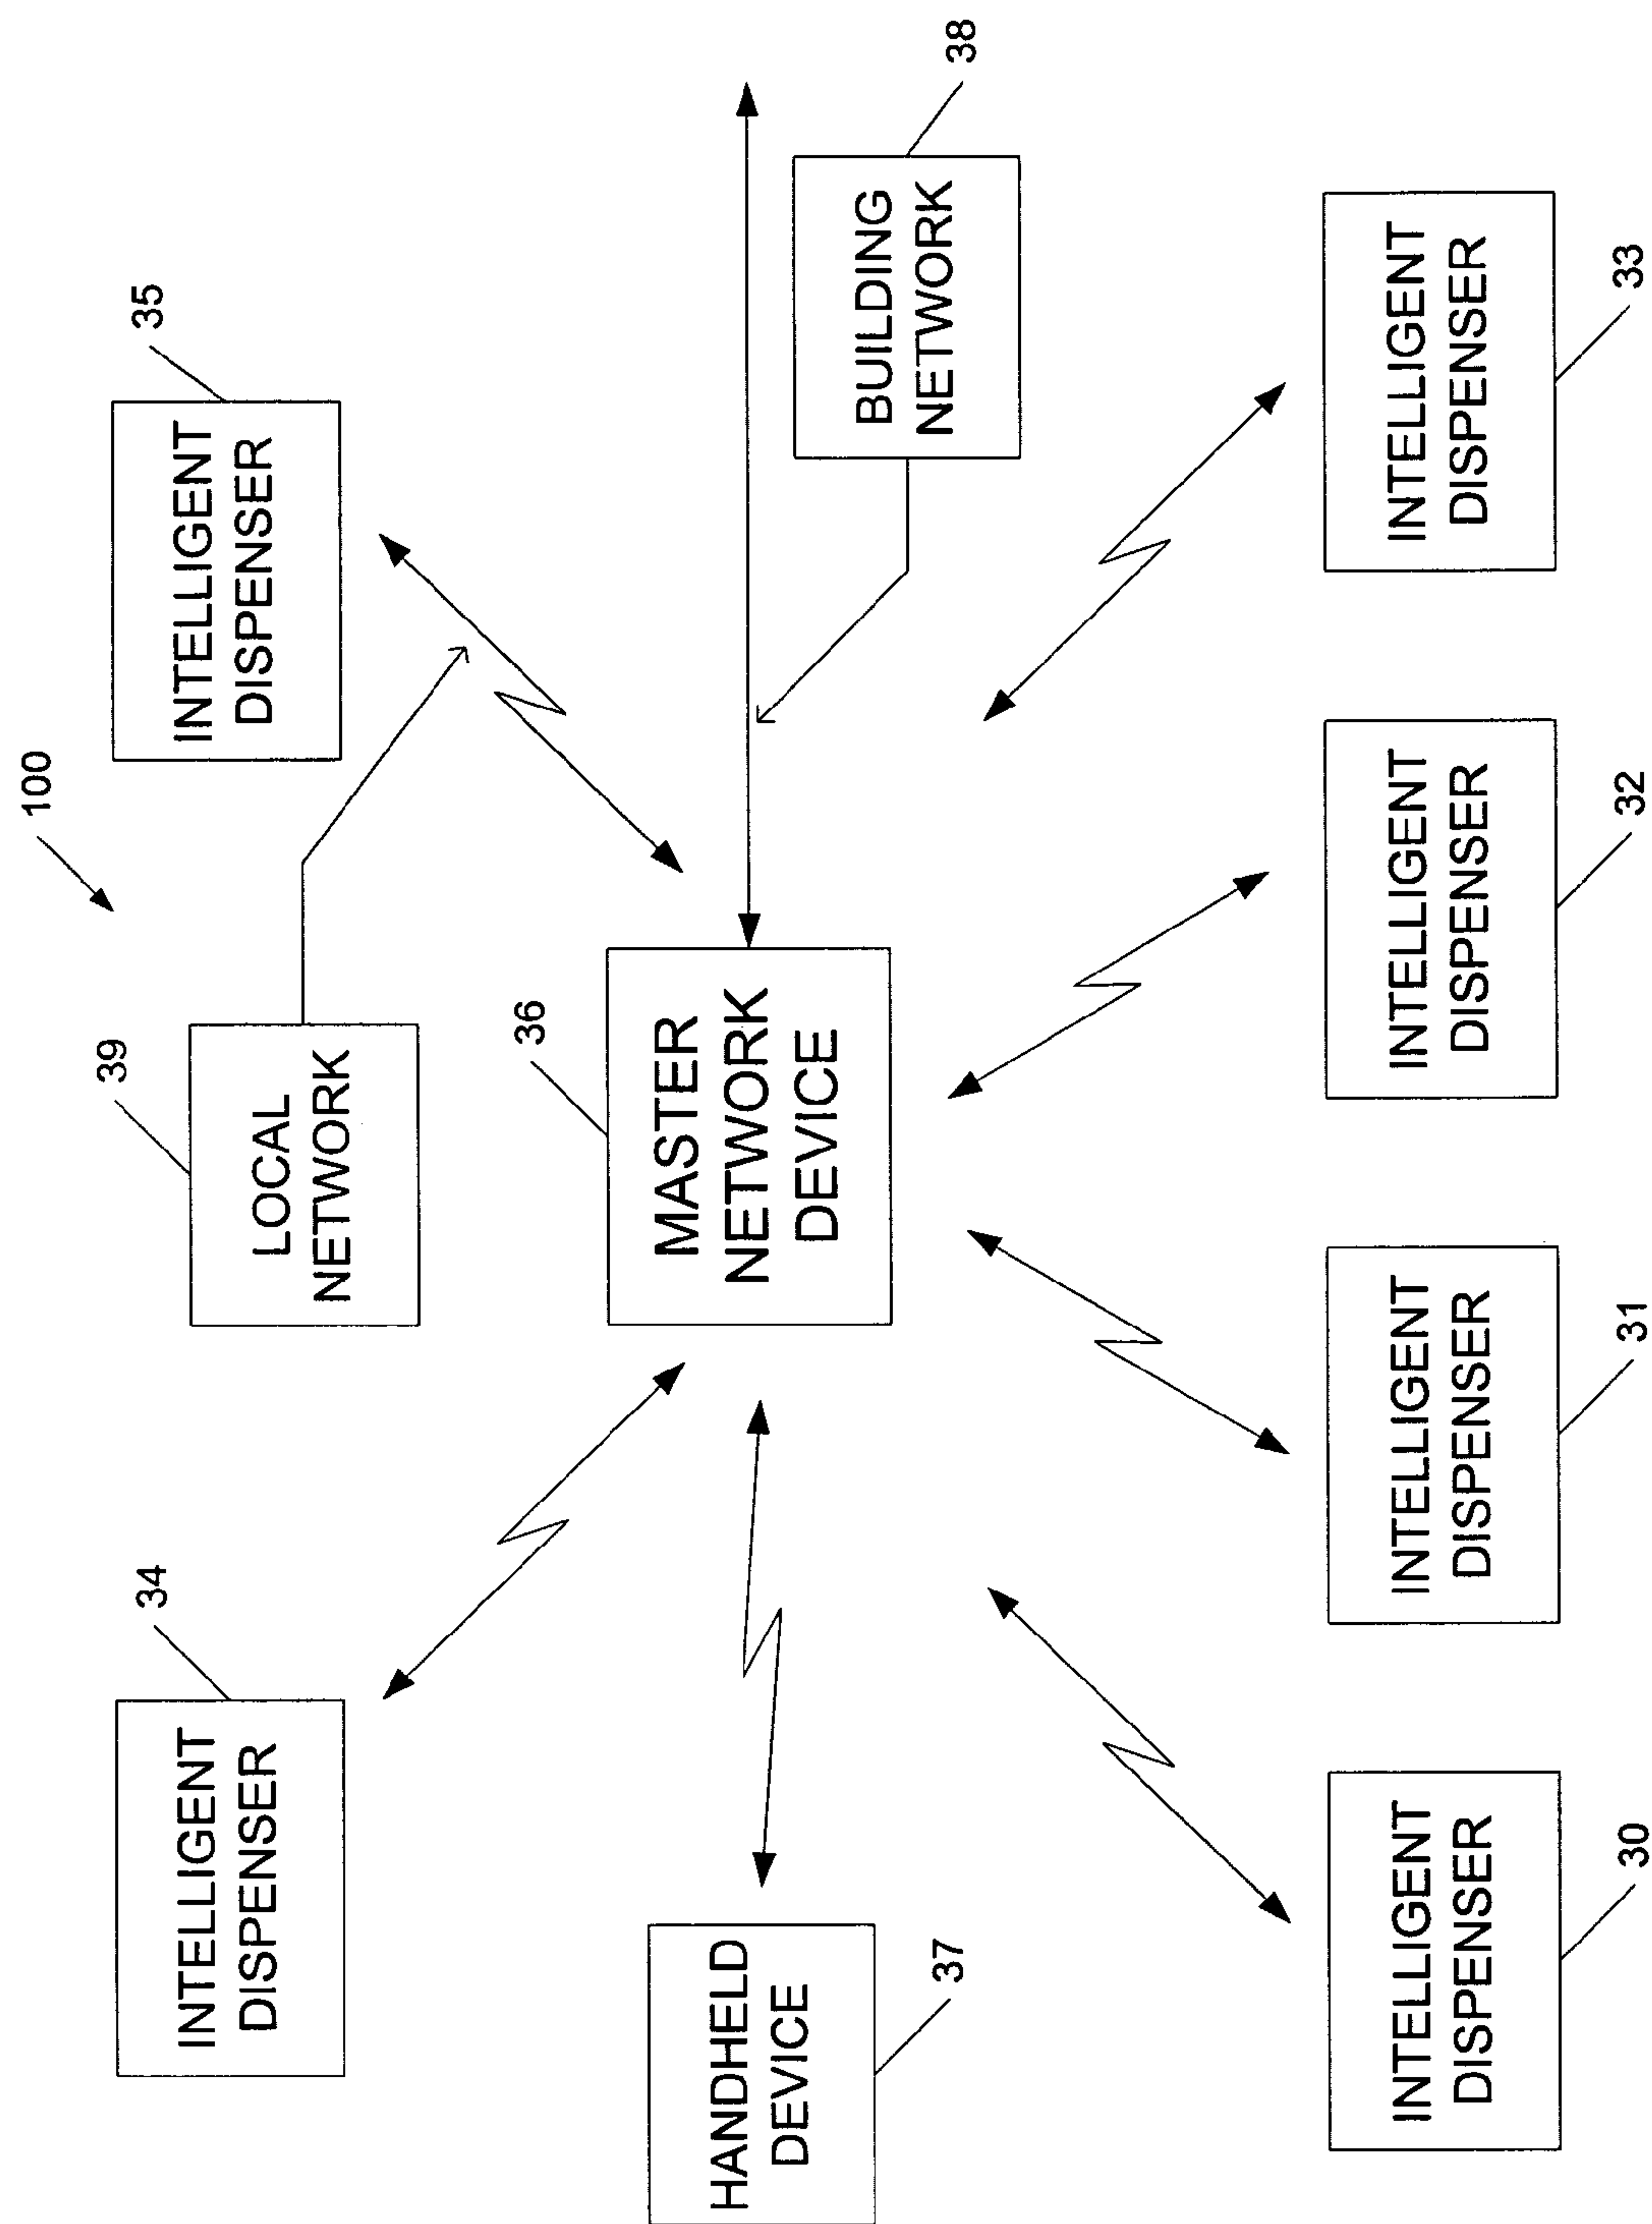 100
34
INTELLIGENT
DISPENSER
39
LOCAL
NETWORK
35
INTELLIGENT
DISPENSER
HANDHELD
DEVICE
37
36
MASTER
NETWORK
DEVICE
BUILDING
NETWORK
38
INTELLIGENT
DISPENSER
30
INTELLIGENT
DISPENSER
31
INTELLIGENT
DISPENSER
32
INTELLIGENT
DISPENSER
33